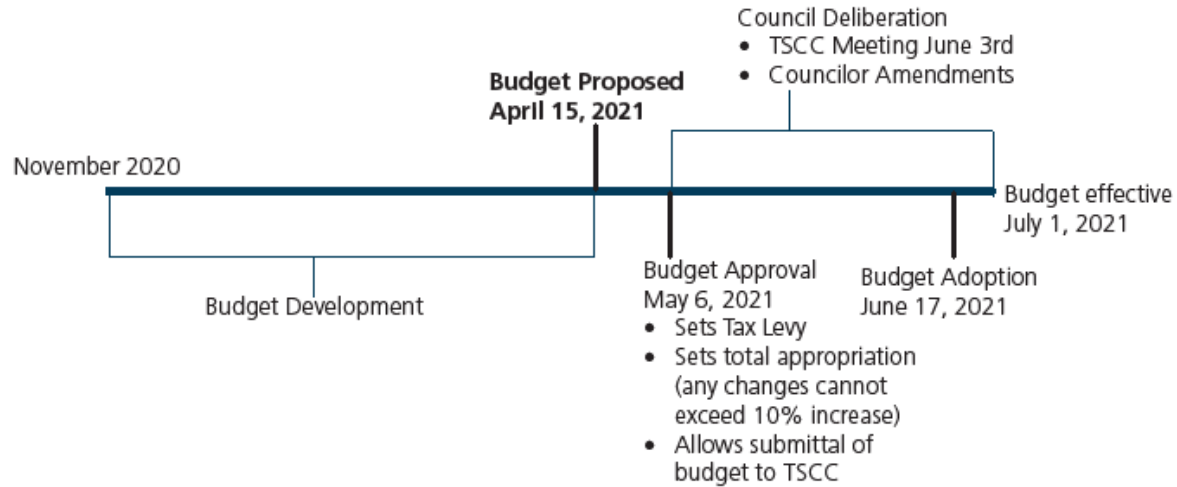 Council Deliberation
• TSCC Meeting June 3rd
• Councilor Amendments
Budget Proposed
April 15, 2021
November 2020
Budget effective
July 1, 2021
Budget Development
Budget Approval
May 6, 2021
• Sets Tax Levy
• Sets total appropriation
(any changes cannot
exceed 10% increase)
• Allows submittal of
budget to TSCC
Budget Adoption
June 17, 2021